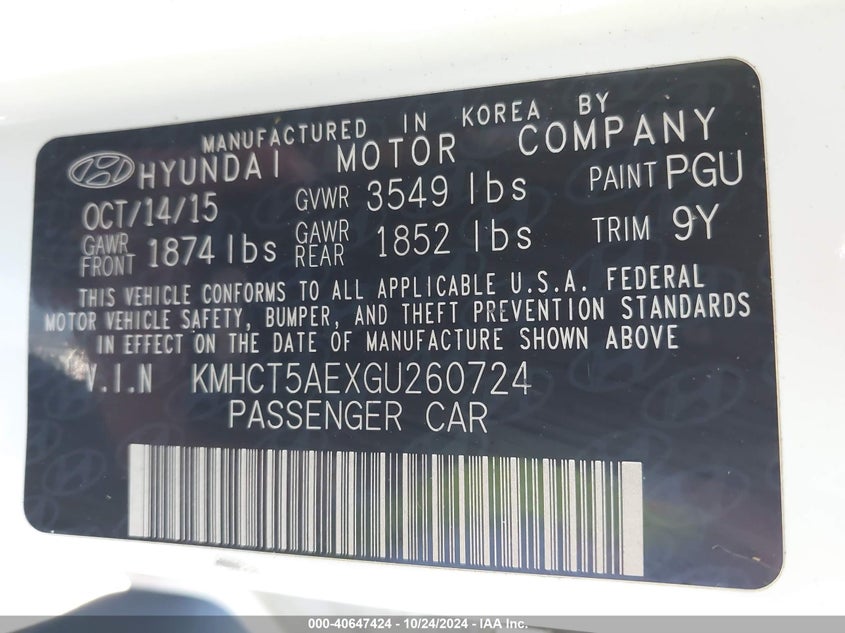 MANUFACTURED IN KOREA BY
HYUNDAI MOTOR COMPANY
OCT/14/15 GVWR 3549 lbs PAINT PGU
GAWR FRONT 1874 lbs GAWR REAR 1852 lbs TRIM 9Y
THIS VEHICLE CONFORMS TO ALL APPLICABLE U.S.A. FEDERAL
MOTOR VEHICLE SAFETY, BUMPER, AND THEFT PREVENTION STANDARDS
IN EFFECT ON THE DATE OF MANUFACTURE SHOWN ABOVE
V.I.N KMHCT5AEXGU260724
PASSENGER CAR
000-40647424 - 10/24/2024 - IAA Inc.